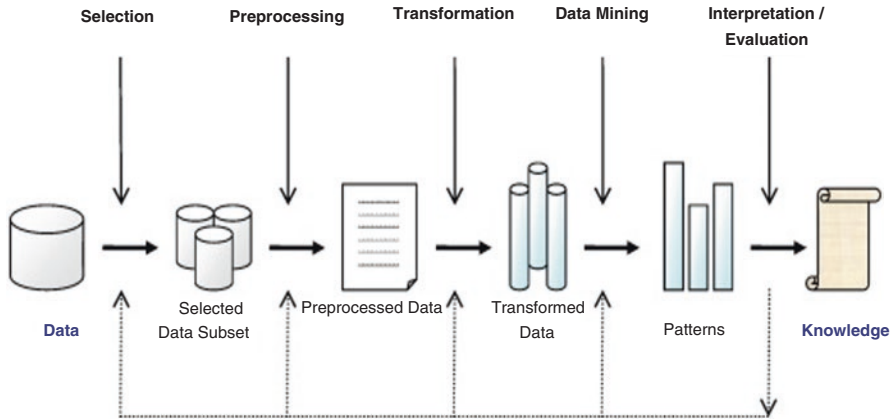 Selection
Preprocessing
Transformation
Data Mining
Interpretation /
Evaluation
Data
Selected
Data Subset
Preprocessed Data
Transformed
Data
Patterns
Knowledge